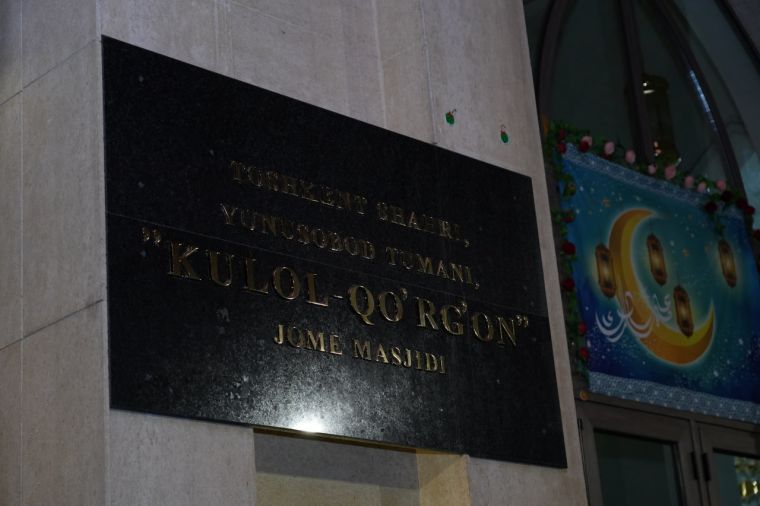 TOSHKENT SHAHRI,
YUNUSOBOD TUMANI,
"KULOL-QO'RG'ON"
JOME MASJIDI